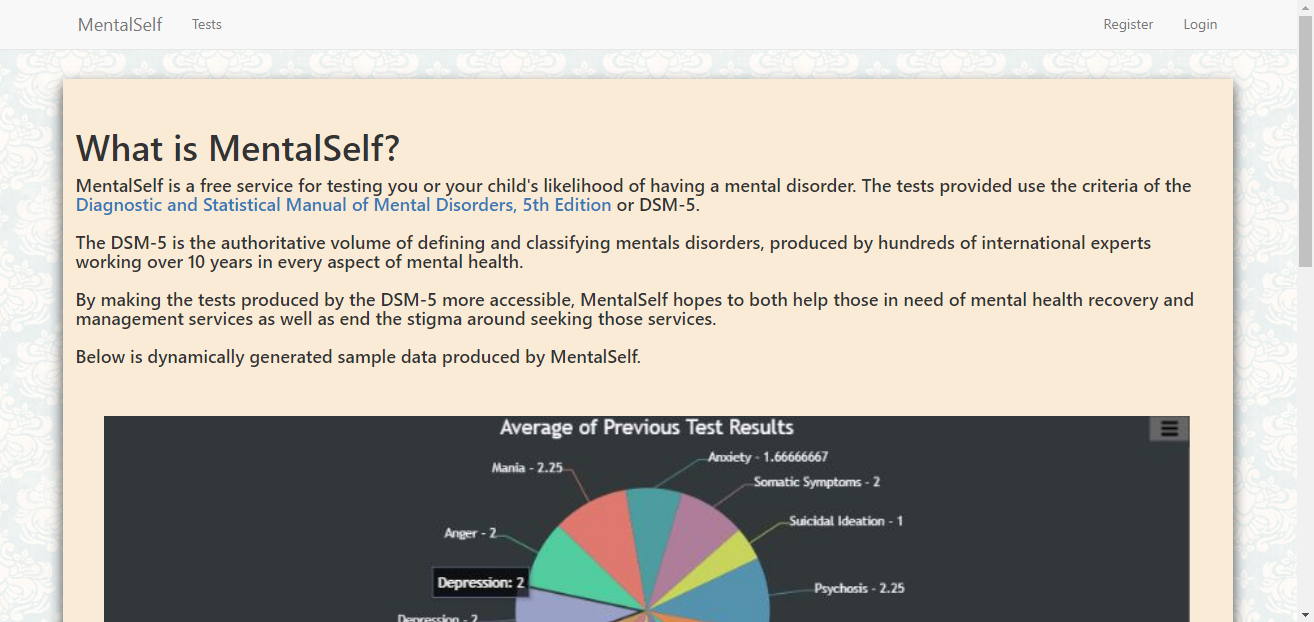 MentalSelf Tests Register Login
What is MentalSelf?
MentalSelf is a free service for testing you or your child's likelihood of having a mental disorder. The tests provided use the criteria of the
Diagnostic and Statistical Manual of Mental Disorders, 5th Edition or DSM-5.
The DSM-5 is the authoritative volume of defining and classifying mentals disorders, produced by hundreds of international experts
working over 10 years in every aspect of mental health.
By making the tests produced by the DSM-5 more accessible, MentalSelf hopes to both help those in need of mental health recovery and
management services as well as end the stigma around seeking those services.
Below is dynamically generated sample data produced by MentalSelf.
Average of Previous Test Results
Anxiety - 1.66666667
Mania - 2.25
Somatic Symptoms - 2
Suicidal Ideation - 1
Anger - 2
Depression: 2
Psychosis - 2.25
Depression - 2